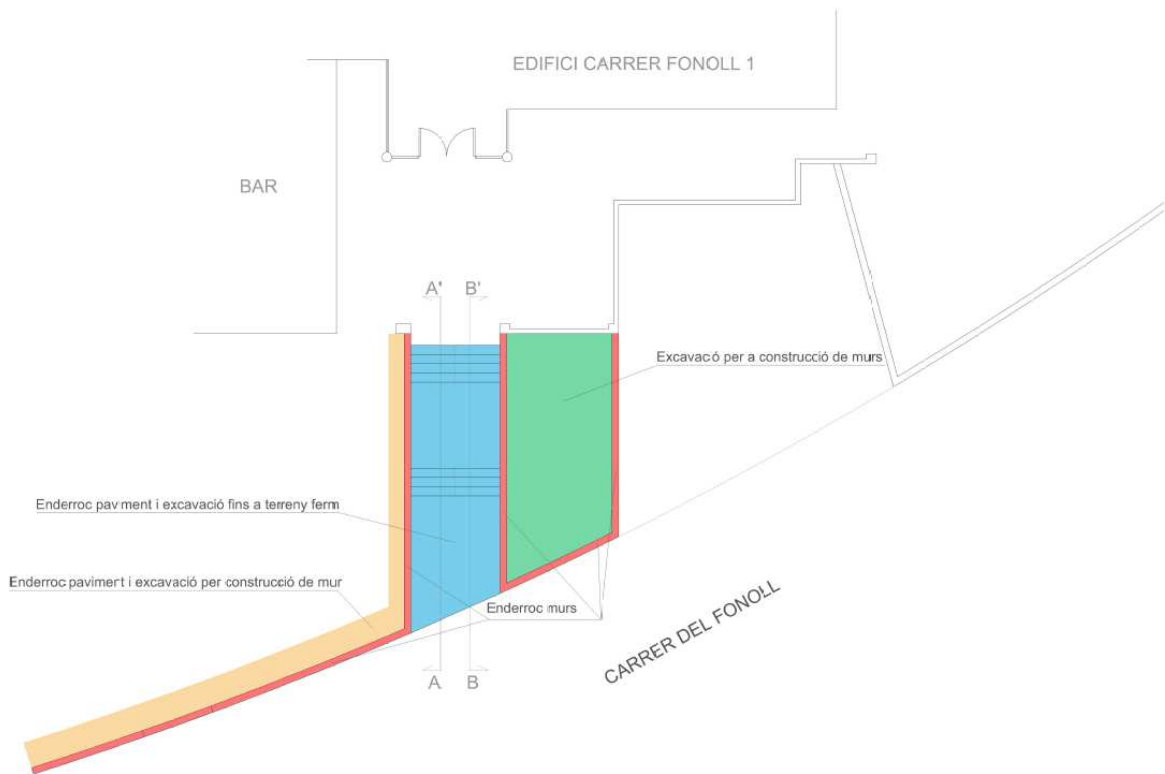 EDIFICI CARRER FONOLL 1
BAR
A' B'
Excavació per a construcció de murs
Enderroc paviment i excavació fins a terreny ferm
Enderroc paviment i excavació per construcció de mur
Enderroc murs
CARRER DEL FONOLL
A B